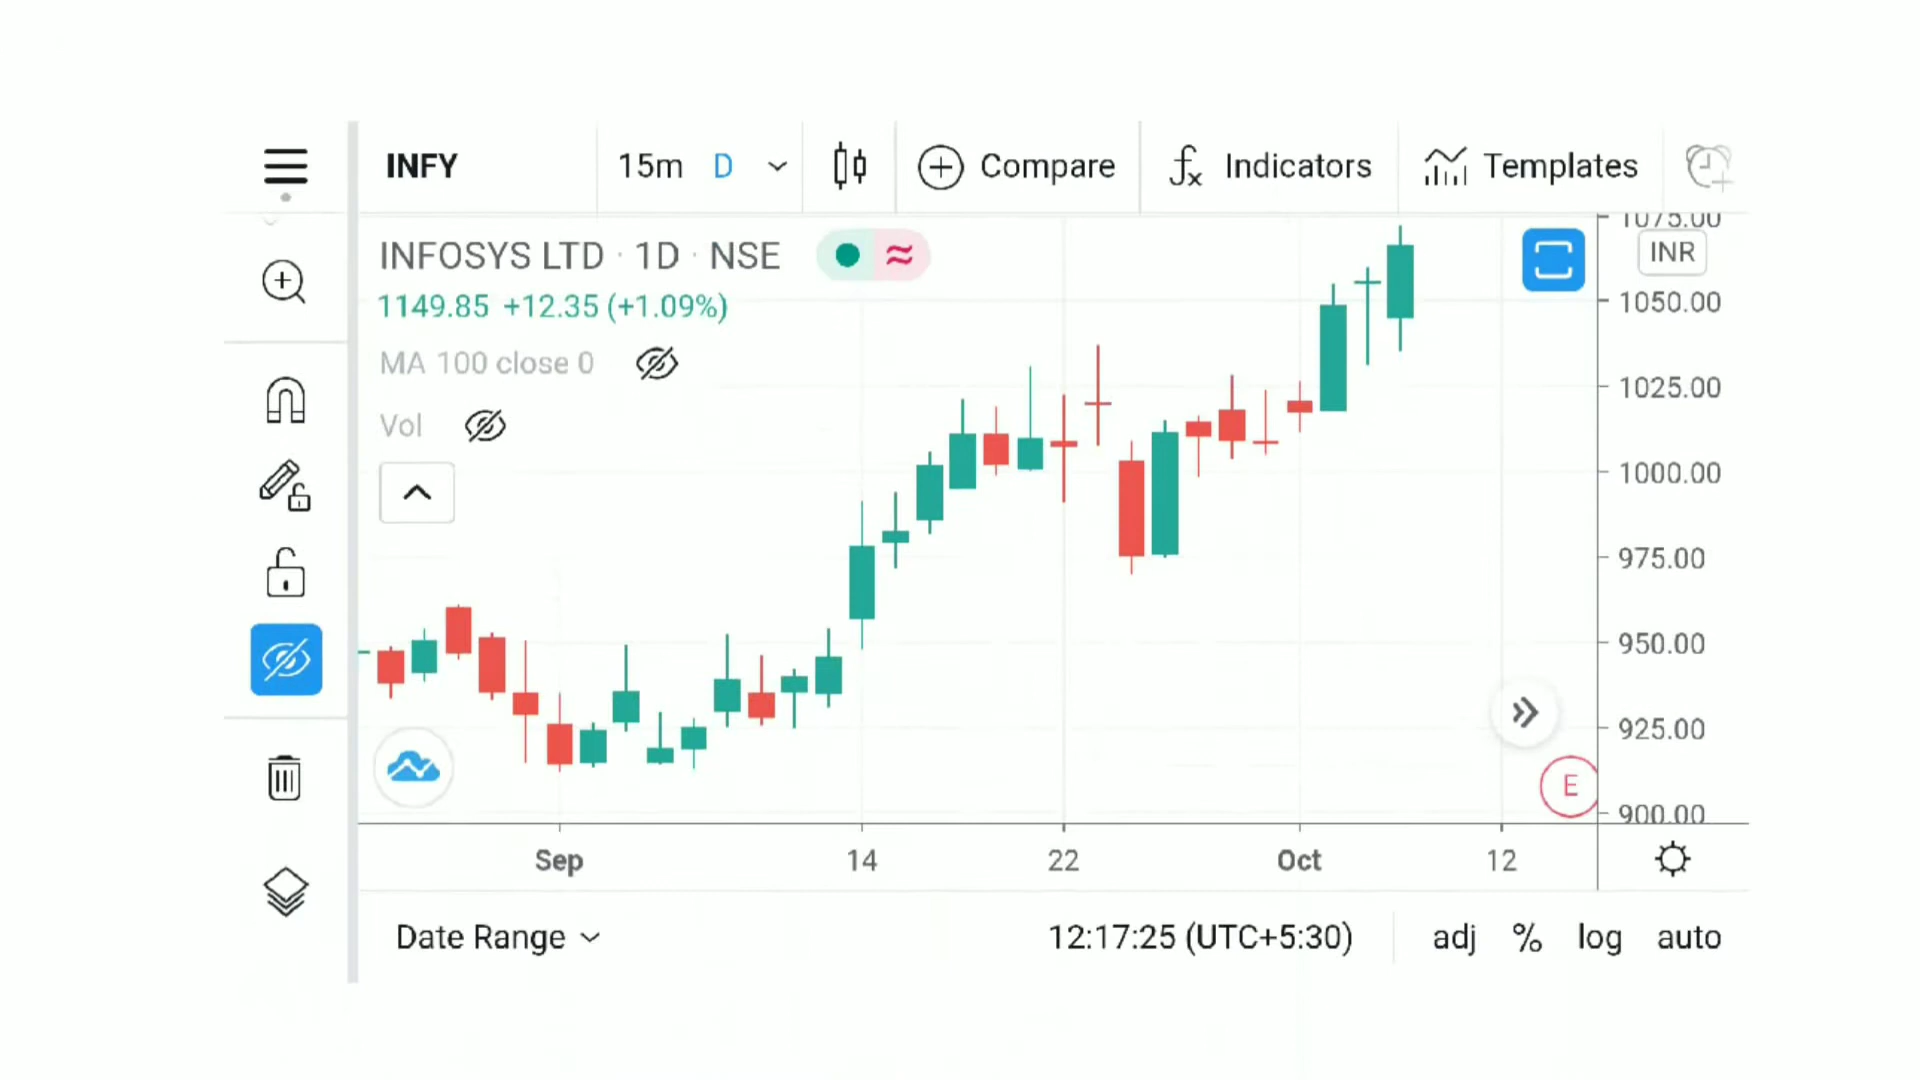 INFY 15m D Compare Indicators Templates
INFOSYS LTD · 1D · NSE
1149.85 +12.35 (+1.09%)
MA 100 close 0
Vol
1075.00
INR
1050.00
1025.00
1000.00
975.00
950.00
925.00
E
900.00
Sep 14 22 Oct 12
Date Range 12:17:25 (UTC+5:30) adj % log auto